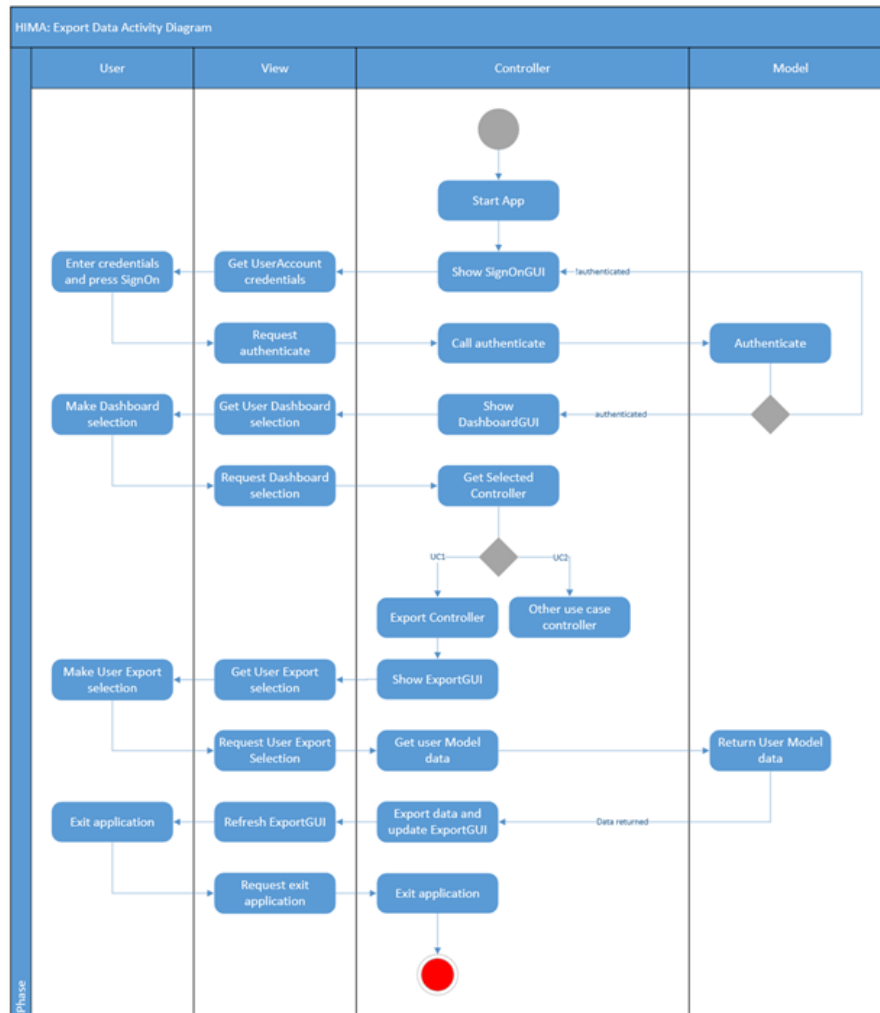 HIMA: Export Data Activity Diagram
User
View
Controller
Model
Start App
Enter credentials
and press SignOn
Get UserAccount
credentials
Show SignOnGUI
!authenticated
Request
authenticate
Call authenticate
Authenticate
Make Dashboard
selection
Get User Dashboard
selection
Show
DashboardGUI
authenticated
Request Dashboard
selection
Get Selected
Controller
UC1
UC2
Export Controller
Other use case
controller
Make User Export
selection
Get User Export
selection
Show ExportGUI
Request User Export
Selection
Get user Model
data
Return User Model
data
Exit application
Refresh ExportGUI
Export data and
update ExportGUI
Data returned
Request exit
application
Exit application
Phase